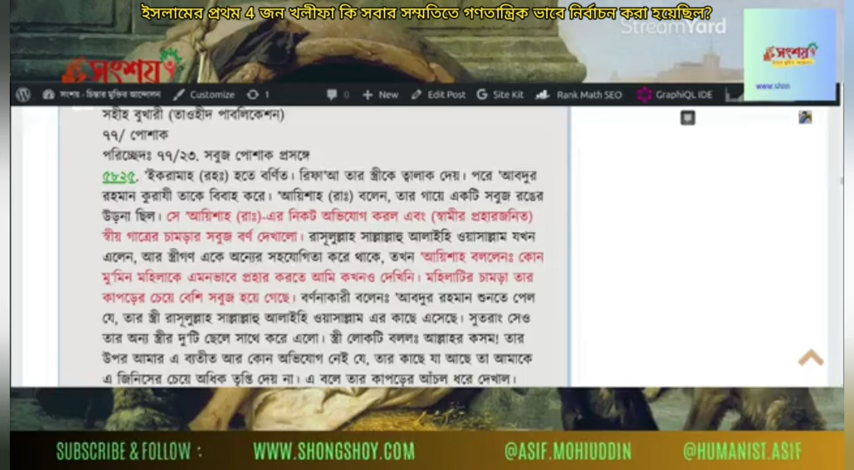 ইসলামের প্রথম 4 জন খলীফা কি সবার সম্মতিতে গণতান্ত্রিক ভাবে নির্বাচন করা হয়েছিল?
StreamYard
সংশয়
সংশয়
www.shon
সংশয় - চিন্তার মুক্তির আন্দোলন Customize 1 0 New Edit Post Site Kit Rank Math SEO GraphiQL IDE
সহীহ বুখারী (তাওহীদ পাবলিকেশন)
৭৭/ পোশাক
পরিচ্ছেদঃ ৭৭/২৩. সবুজ পোশাক প্রসঙ্গে
৫৮২৫. 'ইকরামাহ (রহঃ) হতে বর্ণিত। রিফা'আ তার স্ত্রীকে ত্বালাক দেয়। পরে 'আবদুর
রহমান কুরাযী তাকে বিবাহ করে। 'আয়িশাহ (রাঃ) বলেন, তার গায়ে একটি সবুজ রঙের
উড়না ছিল। সে 'আয়িশাহ (রাঃ)-এর নিকট অভিযোগ করল এবং (স্বামীর প্রহারজনিত)
স্বীয় গাত্রের চামড়ার সবুজ বর্ণ দেখালো। রাসূলুল্লাহ সাল্লাল্লাহু আলাইহি ওয়াসাল্লাম যখন
এলেন, আর স্ত্রীগণ একে অন্যের সহযোগিতা করে থাকে, তখন 'আয়িশাহ বললেনঃ কোন
মু'মিন মহিলাকে এমনভাবে প্রহার করতে আমি কখনও দেখিনি। মহিলাটির চামড়া তার
কাপড়ের চেয়ে বেশি সবুজ হয়ে গেছে। বর্ণনাকারী বলেনঃ 'আবদুর রহমান শুনতে পেল
যে, তার স্ত্রী রাসূলুল্লাহ সাল্লাল্লাহু আলাইহি ওয়াসাল্লাম এর কাছে এসেছে। সুতরাং সেও
তার অন্য স্ত্রীর দু'টি ছেলে সাথে করে এলো। স্ত্রী লোকটি বললঃ আল্লাহর কসম! তার
উপর আমার এ ব্যতীত আর কোন অভিযোগ নেই যে, তার কাছে যা আছে তা আমাকে
এ জিনিসের চেয়ে অধিক তৃপ্তি দেয় না। এ বলে তার কাপড়ের আঁচল ধরে দেখাল।
SUBSCRIBE & FOLLOW : WWW.SHONGSHOY.COM @ASIF.MOHIUDDIN @HUMANIST.ASIF